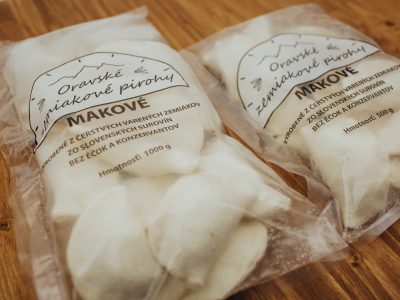 Oravské
zemiakové pirohy
MAKOVÉ
VYROBENÉ Z ČERSTVÝCH VARENÝCH ZEMIAKOV
ZO SLOVENSKÝCH SUROVÍN
BEZ ÉČOK A KONZERVANTOV
Hmotnosť: 1000 g
Oravské
zemiakové pirohy
MAKOVÉ
VYROBENÉ Z ČERSTVÝCH VARENÝCH ZEMIAKOV
ZO SLOVENSKÝCH SUROVÍN
BEZ ÉČOK A KONZERVANTOV
Hmotnosť: 500 g